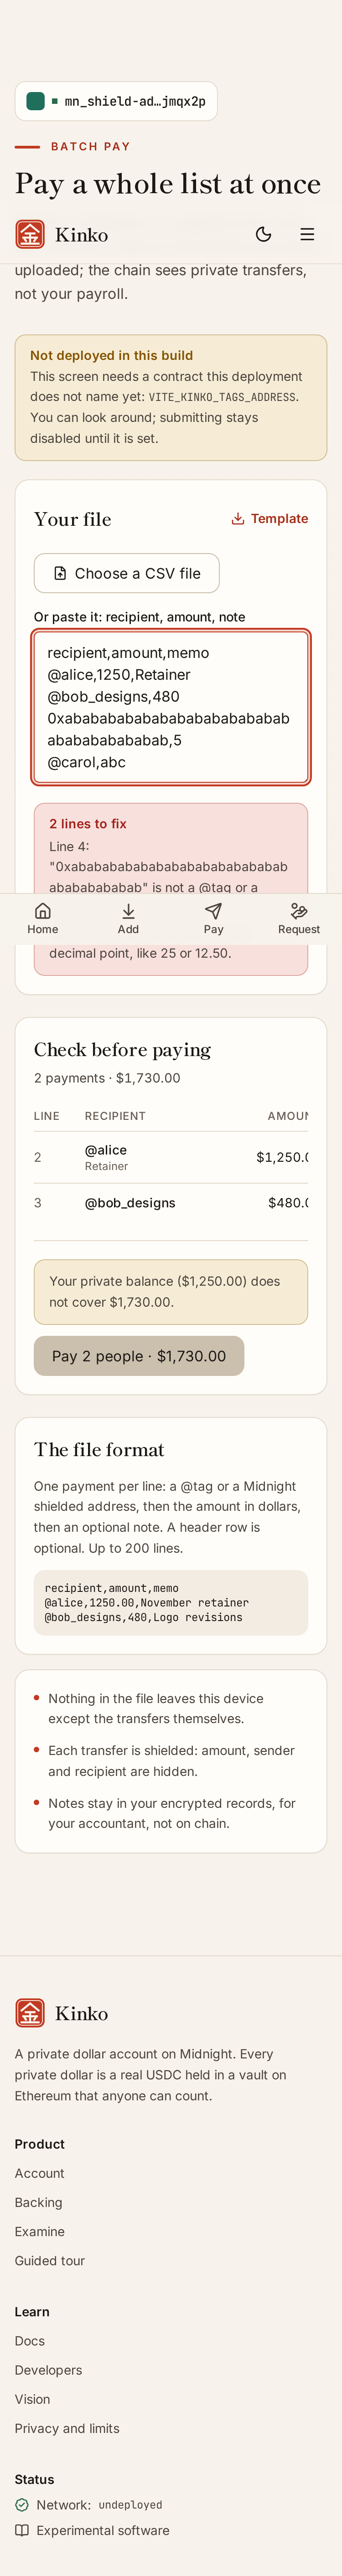 mn_shield-ad…jmqx2p
BATCH PAY
Pay a whole list at once
金 Kinko
uploaded; the chain sees private transfers,
not your payroll.
Not deployed in this build
This screen needs a contract this deployment
does not name yet: VITE_KINKO_TAGS_ADDRESS.
You can look around; submitting stays
disabled until it is set.
Your file
Template
Choose a CSV file
Or paste it: recipient, amount, note
recipient,amount,memo
@alice,1250,Retainer
@bob_designs,480
0xabababababababababababab
ababababababab,5
@carol,abc
2 lines to fix
Line 4:
"0xabababababababababababab
ababababababab" is not a @tag or a
Home
Add
Pay
Request
decimal point, like 25 or 12.50.
Check before paying
2 payments · $1,730.00
LINE RECIPIENT AMOUN
2 @alice $1,250.0
Retainer
3 @bob_designs $480.0
Your private balance ($1,250.00) does
not cover $1,730.00.
Pay 2 people · $1,730.00
The file format
One payment per line: a @tag or a Midnight
shielded address, then the amount in dollars,
then an optional note. A header row is
optional. Up to 200 lines.
recipient,amount,memo
@alice,1250.00,November retainer
@bob_designs,480,Logo revisions
Nothing in the file leaves this device
except the transfers themselves.
Each transfer is shielded: amount, sender
and recipient are hidden.
Notes stay in your encrypted records, for
your accountant, not on chain.
金 Kinko
A private dollar account on Midnight. Every
private dollar is a real USDC held in a vault on
Ethereum that anyone can count.
Product
Account
Backing
Examine
Guided tour
Learn
Docs
Developers
Vision
Privacy and limits
Status
Network: undeployed
Experimental software